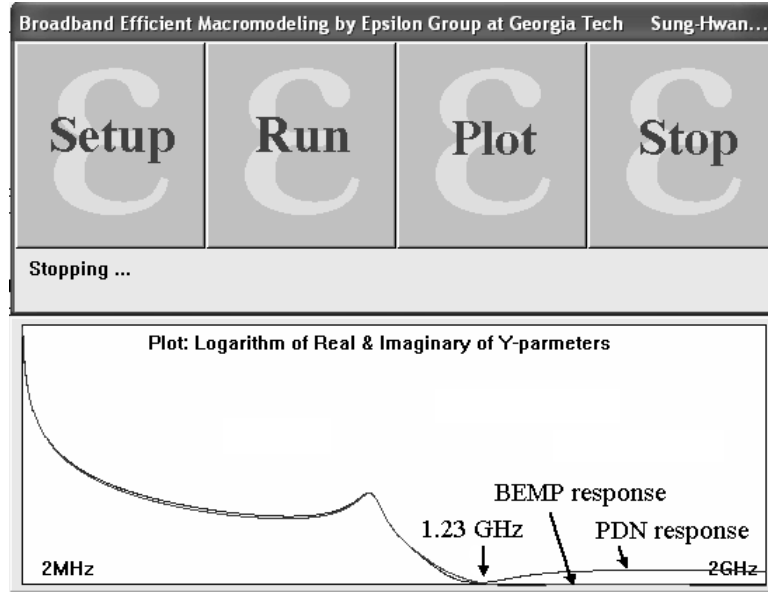 Broadband Efficient Macromodeling by Epsilon Group at Georgia Tech Sung-Hwan...
Setup Run Plot Stop
Stopping ...
Plot: Logarithm of Real & Imaginary of Y-parmeters
BEMP response
1.23 GHz PDN response
2MHz 2GHz